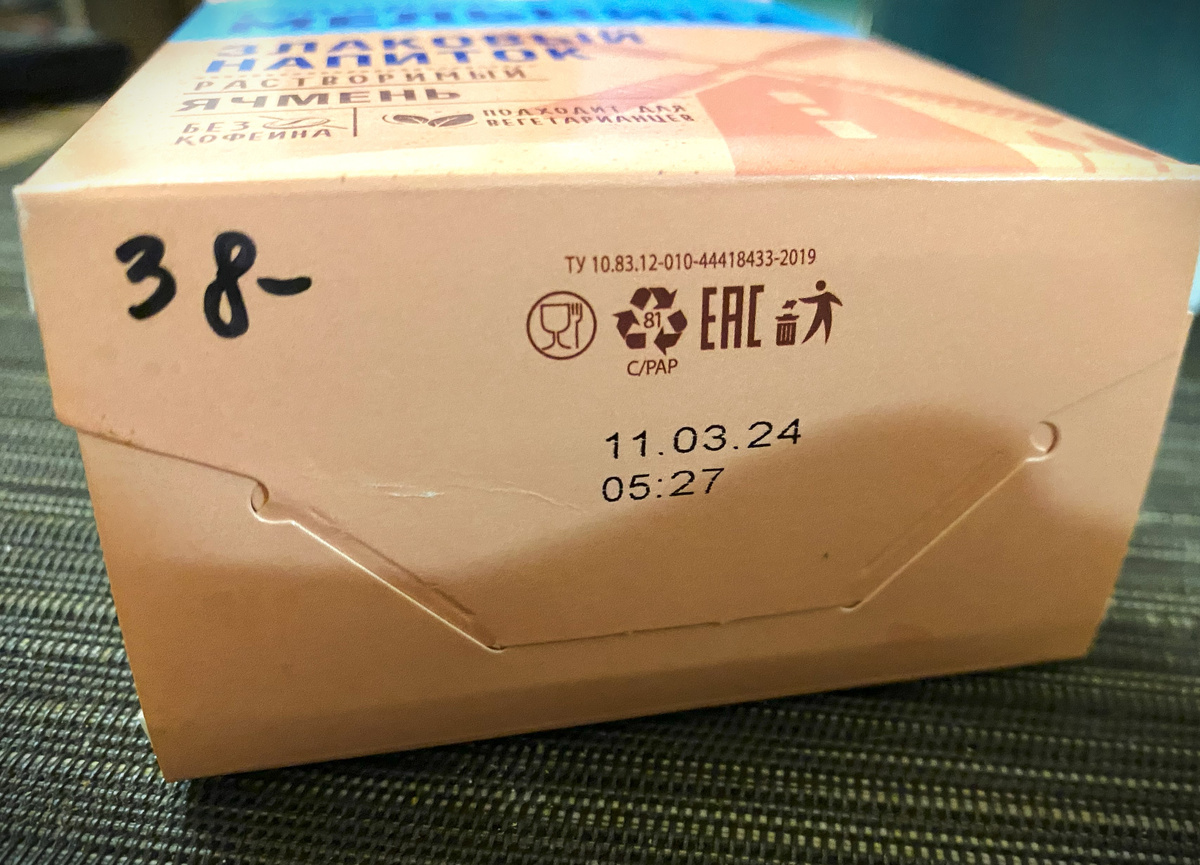 ЗЛАКОВЫЙ
НАПИТОК
РАСТВОРИМЫЙ
ЯЧМЕНЬ
БЕЗ
КОФЕИНА
ПОДХОДИТ ДЛЯ
ВЕГЕТАРИАНЦЕВ
38-
ТУ 10.83.12-010-44418433-2019
81
EAC
C/PAP
11.03.24
05:27